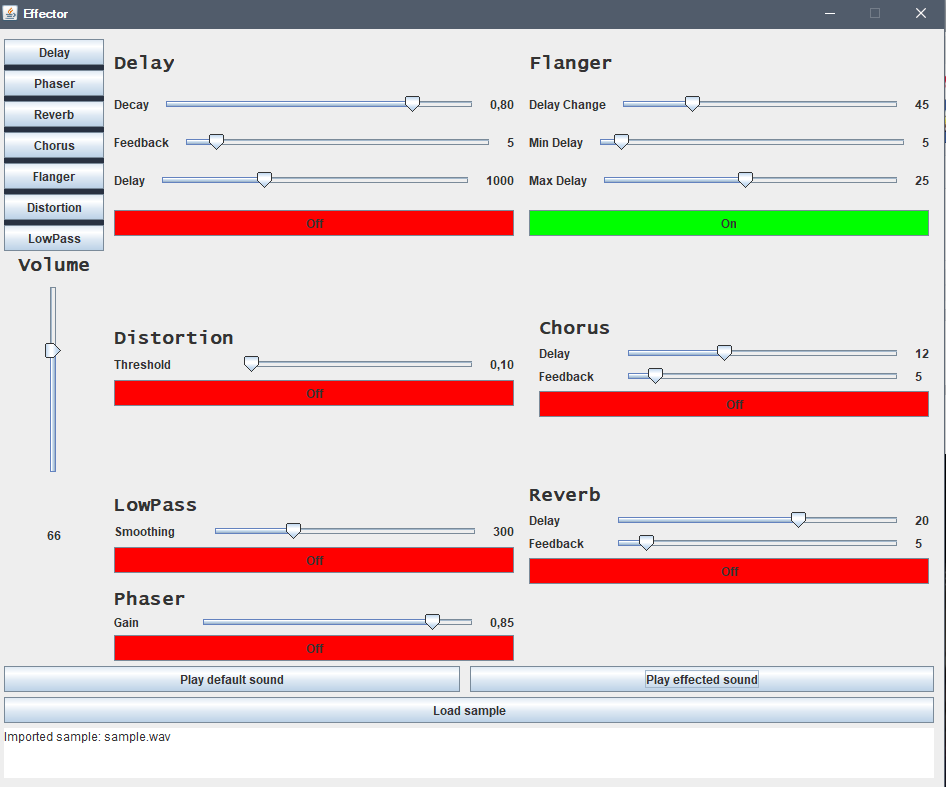 Effector
Delay
Phaser
Reverb
Chorus
Flanger
Distortion
LowPass
Volume
66
Delay
Decay 0,80
Feedback 5
Delay 1000
Off
Flanger
Delay Change 45
Min Delay 5
Max Delay 25
On
Distortion
Threshold 0,10
Off
Chorus
Delay 12
Feedback 5
Off
LowPass
Smoothing 300
Off
Reverb
Delay 20
Feedback 5
Off
Phaser
Gain 0,85
Off
Play default sound
Play effected sound
Load sample
Imported sample: sample.wav